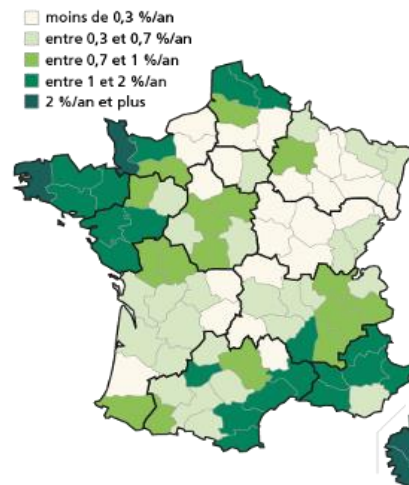 moins de 0,3 %/an
entre 0,3 et 0,7 %/an
entre 0,7 et 1 %/an
entre 1 et 2 %/an
2 %/an et plus